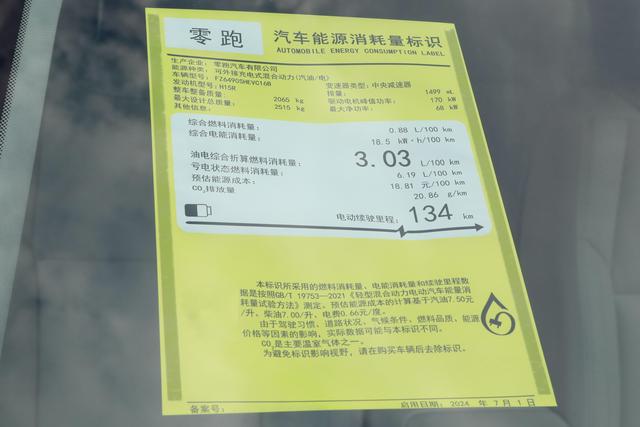 零跑
汽车能源消耗量标识
AUTOMOBILE ENERGY CONSUMPTION LABEL
生产企业: 零跑汽车有限公司
能源种类: 可外接充电式混合动力(汽油/电)
车辆型号: FZ6490SHEVC16B
发动机型号: H15R
变速器类型: 中央减速器
整车整备质量: 2065 kg
排量: 1499 mL
最大设计总质量: 2515 kg
驱动电机峰值功率: 170 kW
其他信息:
最大净功率: 68 kW
综合燃料消耗量: 0.88 L/100 km
综合电能消耗量: 18.5 kW·h/100 km
油电综合折算燃料消耗量: 3.03 L/100 km
亏电状态燃料消耗量: 6.19 L/100 km
预估能源成本: 18.81 元/100 km
CO₂排放量 20.86 g/km
电动续驶里程: 134 km
本标识所采用的燃料消耗量、电能消耗量和续驶里程数
据是按照GB/T 19753—2021《轻型混合动力电动汽车能量消
耗量试验方法》测定。预估能源成本的计算基于汽油7.50元
/升、柴油7.00/升、电费0.66元/度。
由于驾驶习惯、道路状况、气候条件、燃料品质、能源
价格等因素的影响，实际数据可能与本标识不同。
CO₂是主要温室气体之一。
为避免标识影响视野，请在购买车辆后去除标识。
备案号:
启用日期: 2024 年 7 月 1 日